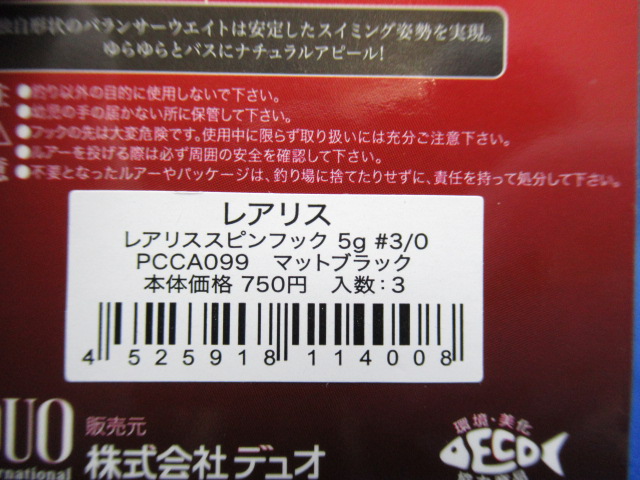 独自形状のバランサーウエイトは安定したスイミング姿勢を実現。
ゆらゆらとバスにナチュラルアピール!
●釣り以外の目的に使用しないで下さい。
●幼児の手の届かない所に保管して下さい。
●フックの先は大変危険です。使用中に限らず取り扱いには充分ご注意下さい。
●ルアーを投げる際は必ず周囲の安全を確認して下さい。
●不要となったルアーやパッケージは、釣り場に捨てたりせずに、責任を持って処分して下さい。
レアリス
レアリススピンフック 5g #3/0
PCCA099 マットブラック
本体価格 750円 入数:3
4 525918 114008
DUO
販売元
株式会社デュオ
環境・美化
ECO